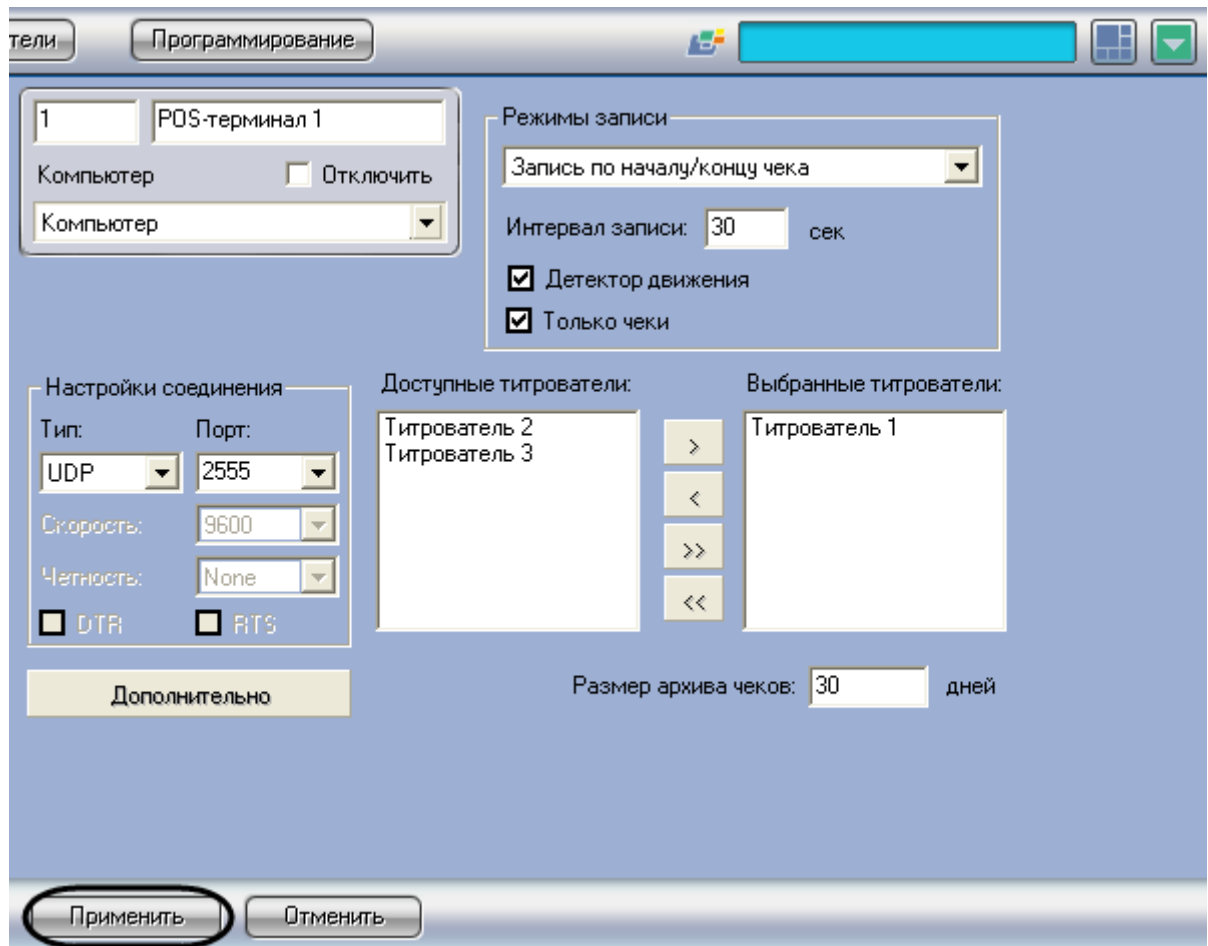 тели
Программирование
1
POS-терминал 1
Компьютер
Отключить
Компьютер
Режимы записи
Запись по началу/концу чека
Интервал записи: 30 сек
Детектор движения
Только чеки
Настройки соединения
Тип: Порт:
UDP 2555
Скорость: 9600
Четность: None
DTR RTS
Дополнительно
Доступные титрователи:
Титрователь 2
Титрователь 3
>
<
>>
<<
Выбранные титрователи:
Титрователь 1
Размер архива чеков: 30 дней
Применить
Отменить